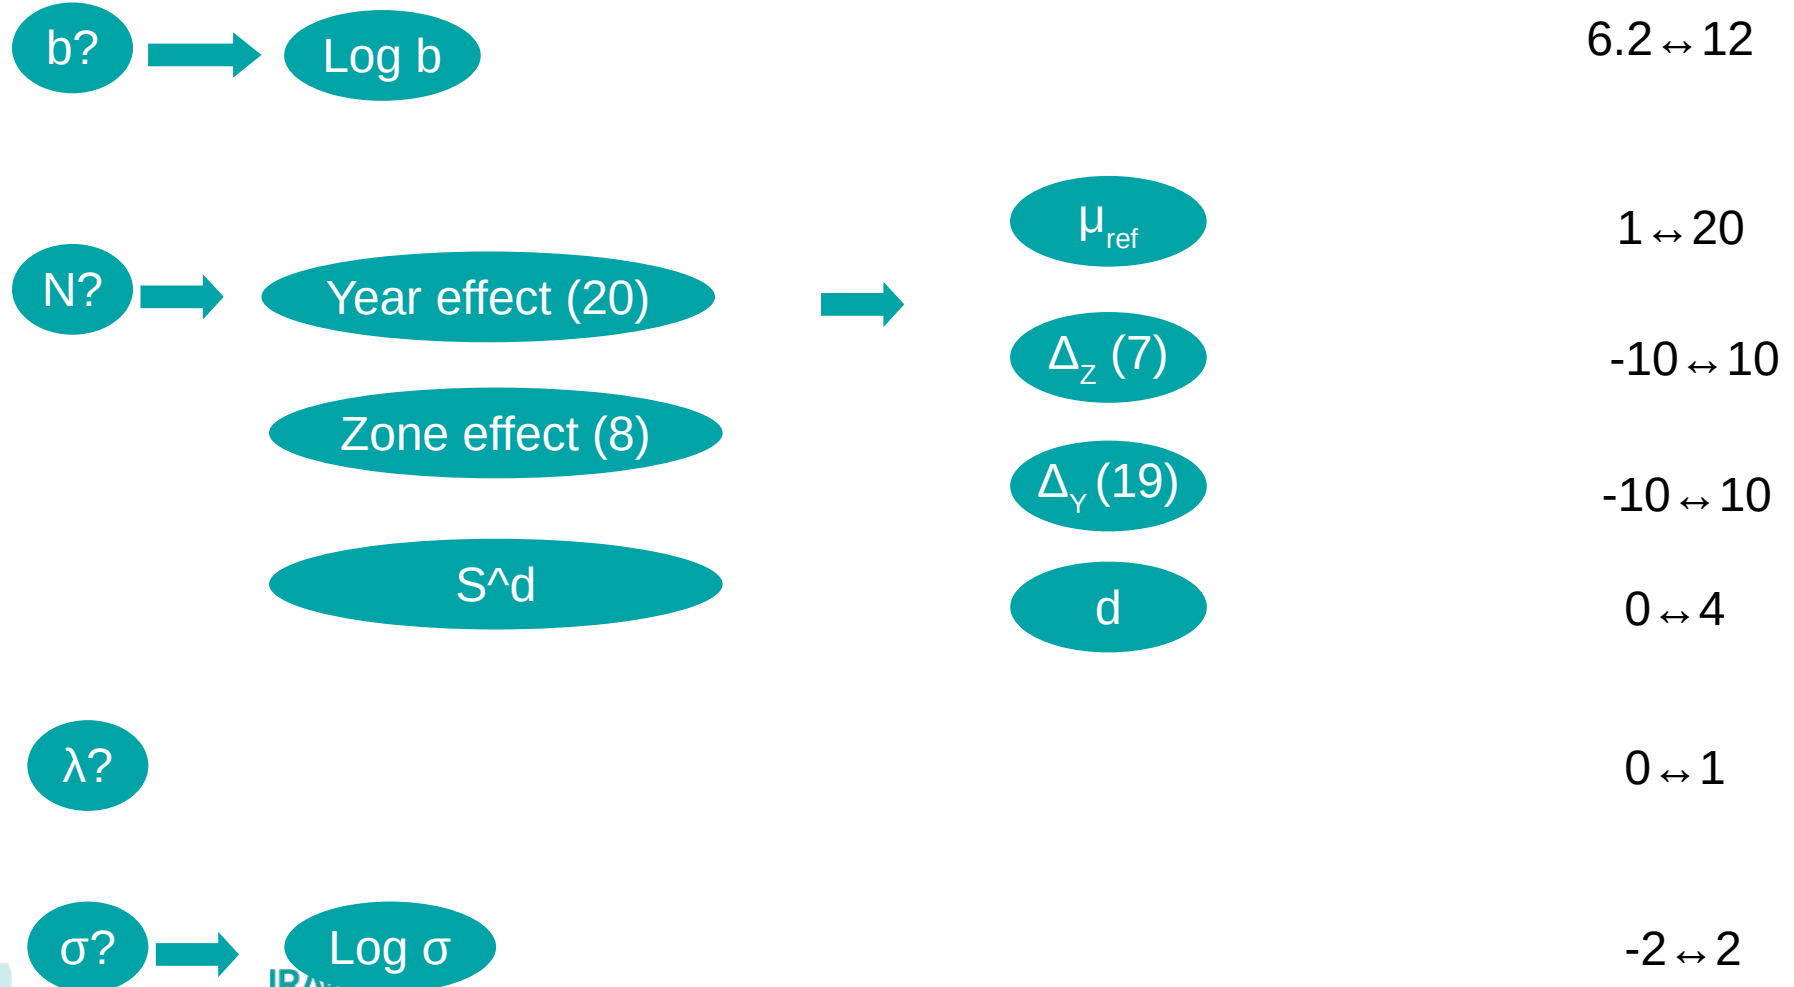 b?
Log b
6.2↔12
μref
1↔20
N?
Year effect (20)
ΔZ (7)
-10↔10
Zone effect (8)
ΔY (19)
-10↔10
S^d
d
0↔4
λ?
0↔1
σ?
Log σ
-2↔2